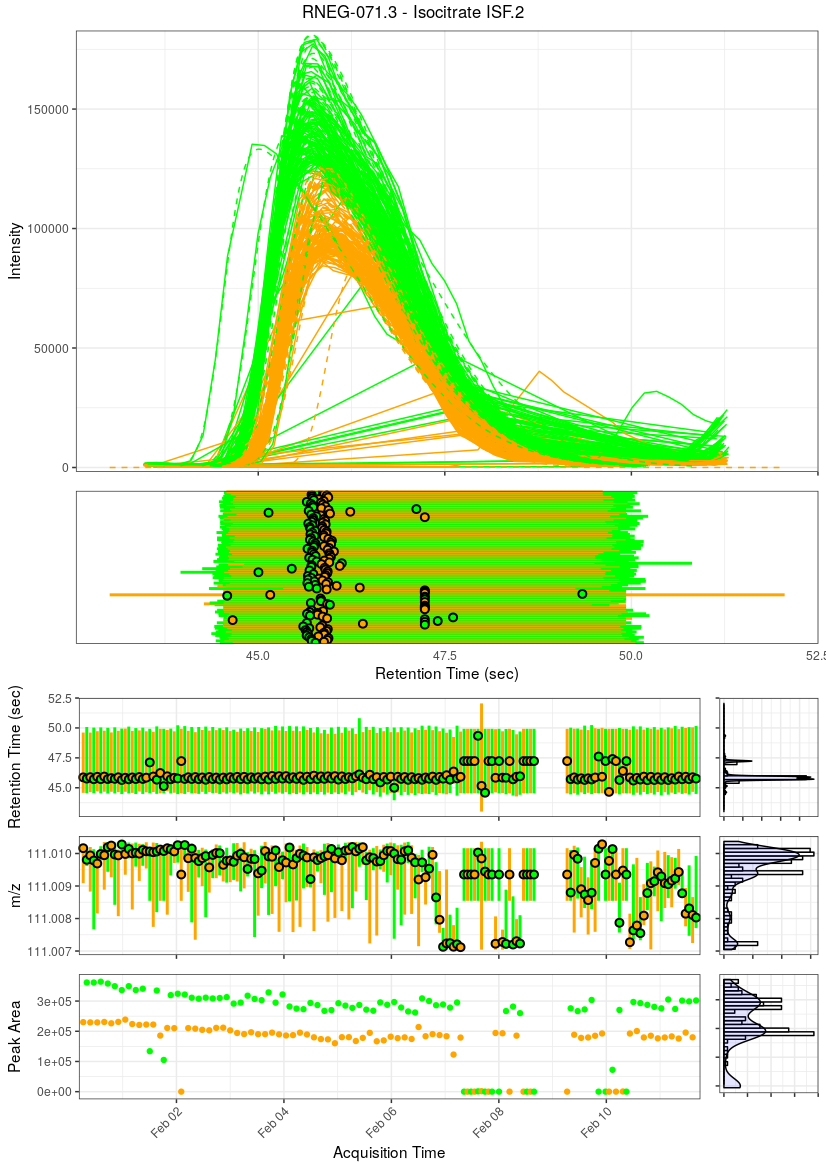 RNEG-071.3 - Isocitrate ISF.2
Intensity
150000
100000
50000
0
45.0 47.5 50.0 52.5
Retention Time (sec)
Retention Time (sec)
52.5
50.0
47.5
45.0
m/z
111.010
111.009
111.008
111.007
Peak Area
3e+05
2e+05
1e+05
0e+00
Feb 02 Feb 04 Feb 06 Feb 08 Feb 10
Acquisition Time